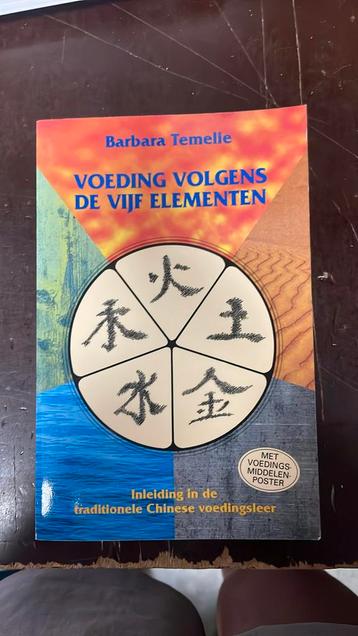 Barbara Temelie
VOEDING VOLGENS
DE VIJF ELEMENTEN
火
木
土
水
金
MET
VOEDINGS-
MIDDELEN-
POSTER
Inleiding in de
traditionele Chinese voedingsleer